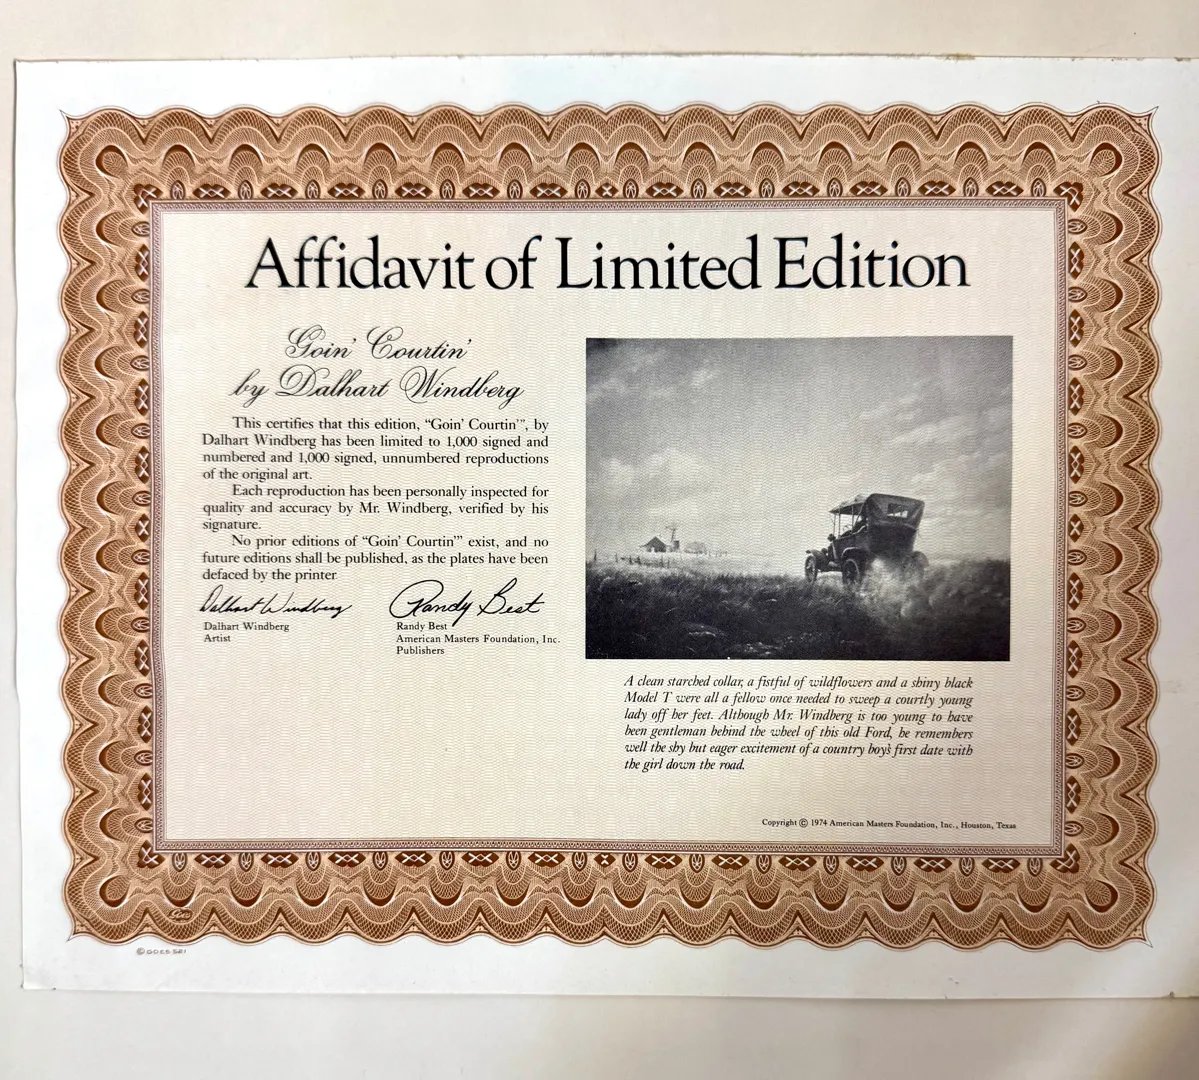 Affidavit of Limited Edition
Goin' Courtin'
by Dalhart Windberg
This certifies that this edition, "Goin' Courtin'", by
Dalhart Windberg has been limited to 1,000 signed and
numbered and 1,000 signed, unnumbered reproductions
of the original art.
Each reproduction has been personally inspected for
quality and accuracy by Mr. Windberg, verified by his
signature.
No prior editions of "Goin' Courtin'" exist, and no
future editions shall be published, as the plates have been
defaced by the printer
Dalhart Windberg
Dalhart Windberg
Artist
Randy Best
Randy Best
American Masters Foundation, Inc.
Publishers
A clean starched collar, a fistful of wildflowers and a shiny black
Model T were all a fellow once needed to sweep a courtly young
lady off her feet. Although Mr. Windberg is too young to have
been gentleman behind the wheel of this old Ford, he remembers
well the shy but eager excitement of a country boy's first date with
the girl down the road.
Copyright © 1974 American Masters Foundation, Inc., Houston, Texas
Goes
© GOES 521